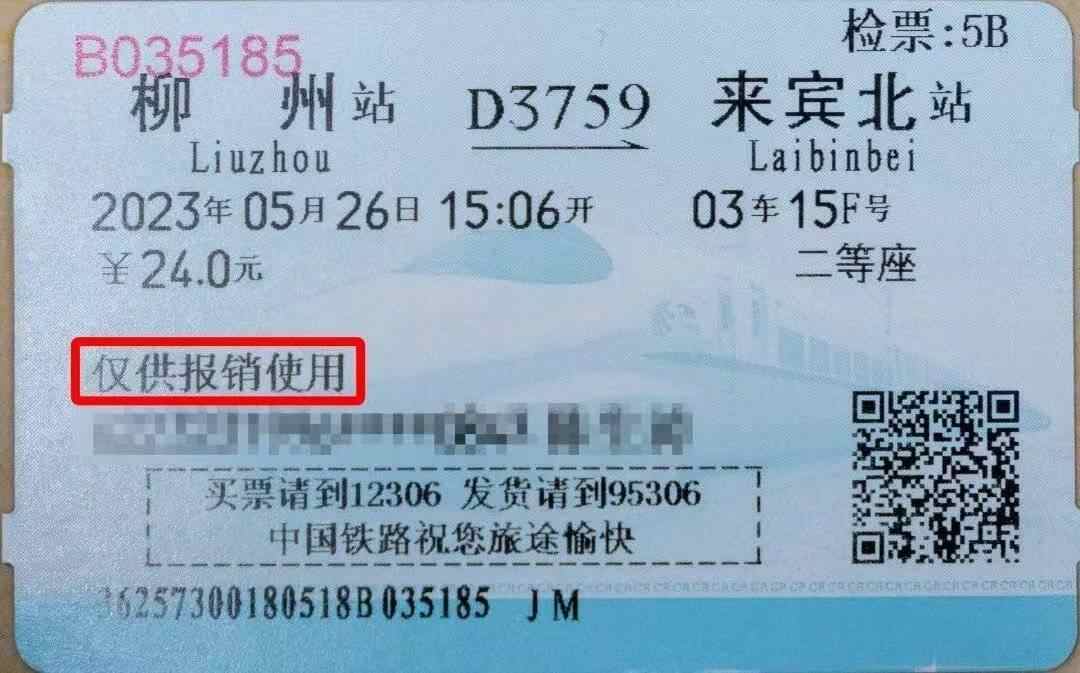 检票:5B
B035185
柳州站 D3759 来宾北站
Liuzhou Laibinbei
2023年05月26日 15:06开 03车15F号
¥24.0元 二等座
仅供报销使用
买票请到12306 发货请到95306
中国铁路祝您旅途愉快
36257300180518B035185 JM